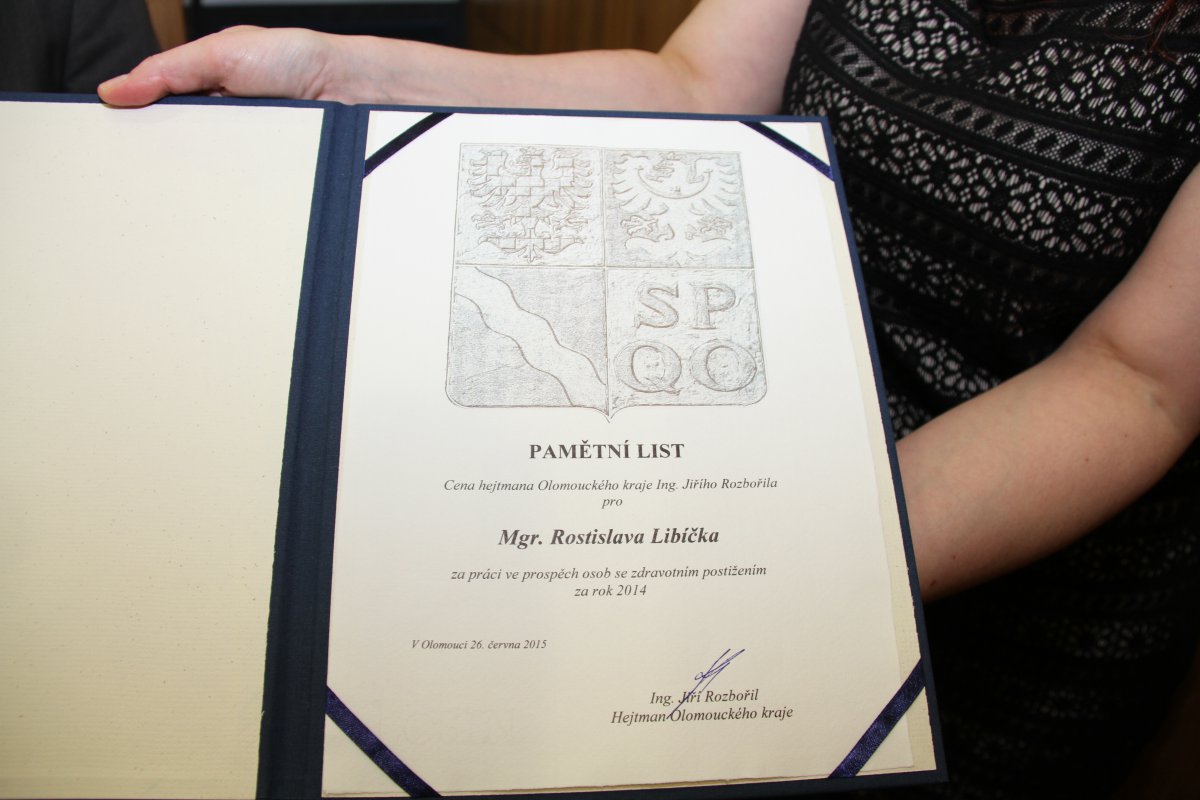 SP
QO
PAMĚTNÍ LIST
Cena hejtmana Olomouckého kraje Ing. Jiřího Rozbořila
pro
Mgr. Rostislava Libíčka
za práci ve prospěch osob se zdravotním postižením
za rok 2014
V Olomouci 26. června 2015
Ing. Jiří Rozbořil
Hejtman Olomouckého kraje